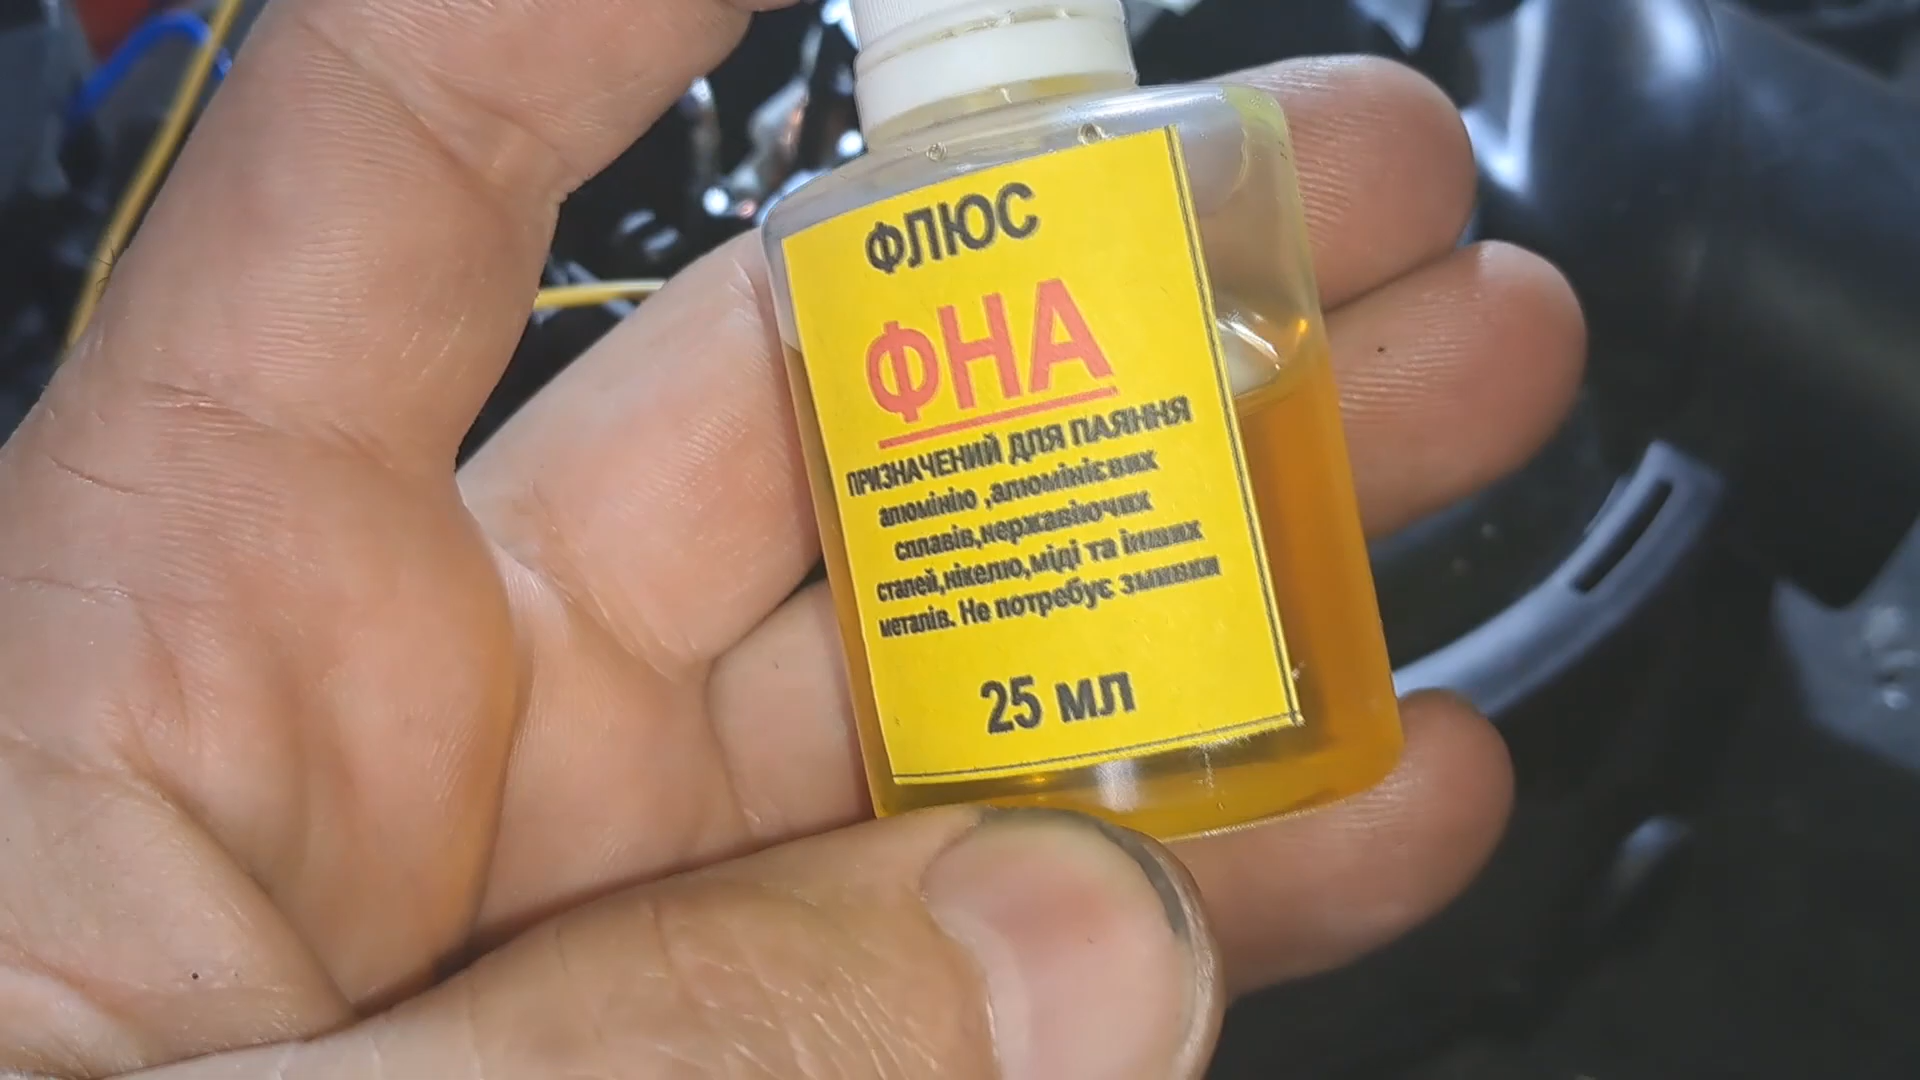 ФЛЮС
ФНА
ПРИЗНАЧЕНИЙ ДЛЯ ПАЯННЯ
алюмінію ,алюмінієвих
сплавів,нержавіючих
сталей,нікелю,міді та інших
металів. Не потребує змивки
25 мл